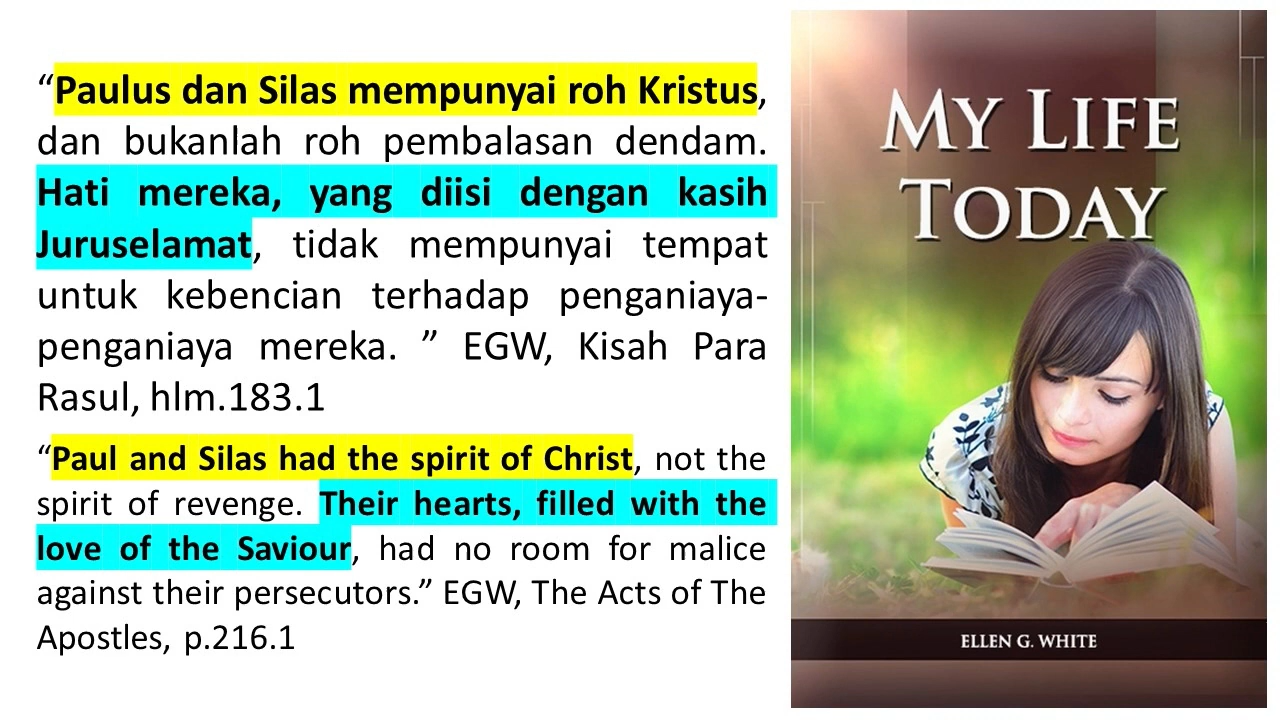 “Paulus dan Silas mempunyai roh Kristus,
dan bukanlah roh pembalasan dendam.
Hati mereka, yang diisi dengan kasih
Juruselamat, tidak mempunyai tempat
untuk kebencian terhadap penganiaya-
penganiaya mereka. ” EGW, Kisah Para
Rasul, hlm.183.1
“Paul and Silas had the spirit of Christ, not the
spirit of revenge. Their hearts, filled with the
love of the Saviour, had no room for malice
against their persecutors.” EGW, The Acts of The
Apostles, p.216.1
MY LIFE
TODAY
ELLEN G. WHITE